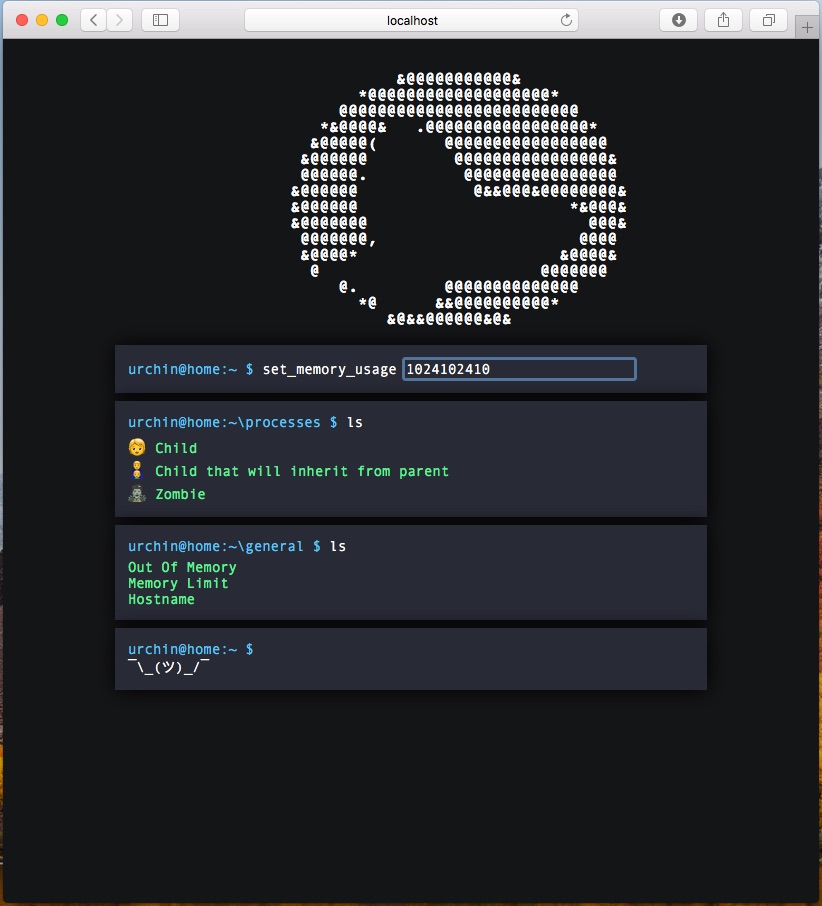 localhost
&@@@@@@@@@@@&
*@@@@@@@@@@@@@@@@@@@*
@@@@@@@@@@@@@@@@@@@@@@@@@
*&@@@@&   .@@@@@@@@@@@@@@@@@*
&@@@@@(       @@@@@@@@@@@@@@@@@
&@@@@@@         @@@@@@@@@@@@@@@@&
@@@@@@.          @@@@@@@@@@@@@@@@
&@@@@@@            @&&@@@&@@@@@@@@&
&@@@@@@                      *&@@@&
&@@@@@@@                       @@@&
@@@@@@@,                     @@@@
&@@@@*                     &@@@@&
@                       @@@@@@@
@.         @@@@@@@@@@@@@@
*@      &&@@@@@@@@@@*
&@&&@@@@@@&@&
urchin@home:~ $ set_memory_usage 1024102410
urchin@home:~\processes $ ls
🧒 Child
🤱 Child that will inherit from parent
🧟 Zombie
urchin@home:~\general $ ls
Out Of Memory
Memory Limit
Hostname
urchin@home:~ $
¯\_(ツ)_/¯